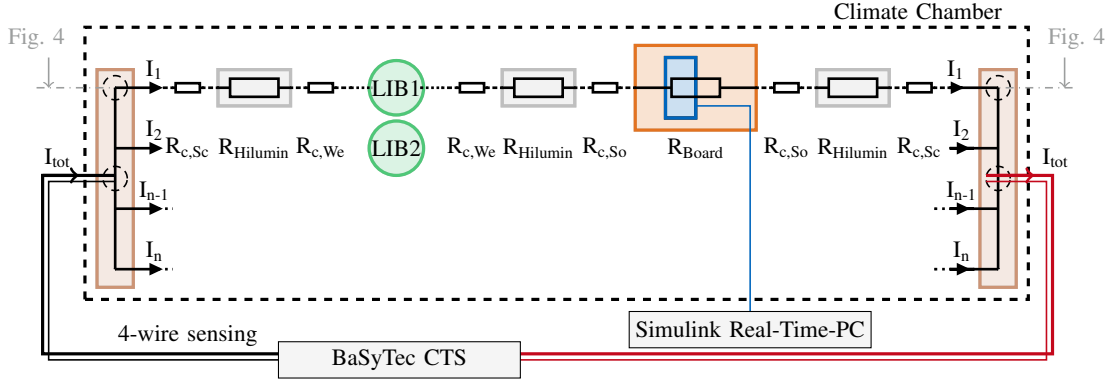 Climate Chamber
Fig. 4
Fig. 4
I1
I1
LIB1
I2
I2
LIB2
Rc,Sc
RHilumin
Rc,We
Rc,We
RHilumin
Rc,So
RBoard
Rc,So
RHilumin
Rc,Sc
Itot
Itot
In-1
In-1
In
In
4-wire sensing
Simulink Real-Time-PC
BaSyTec CTS